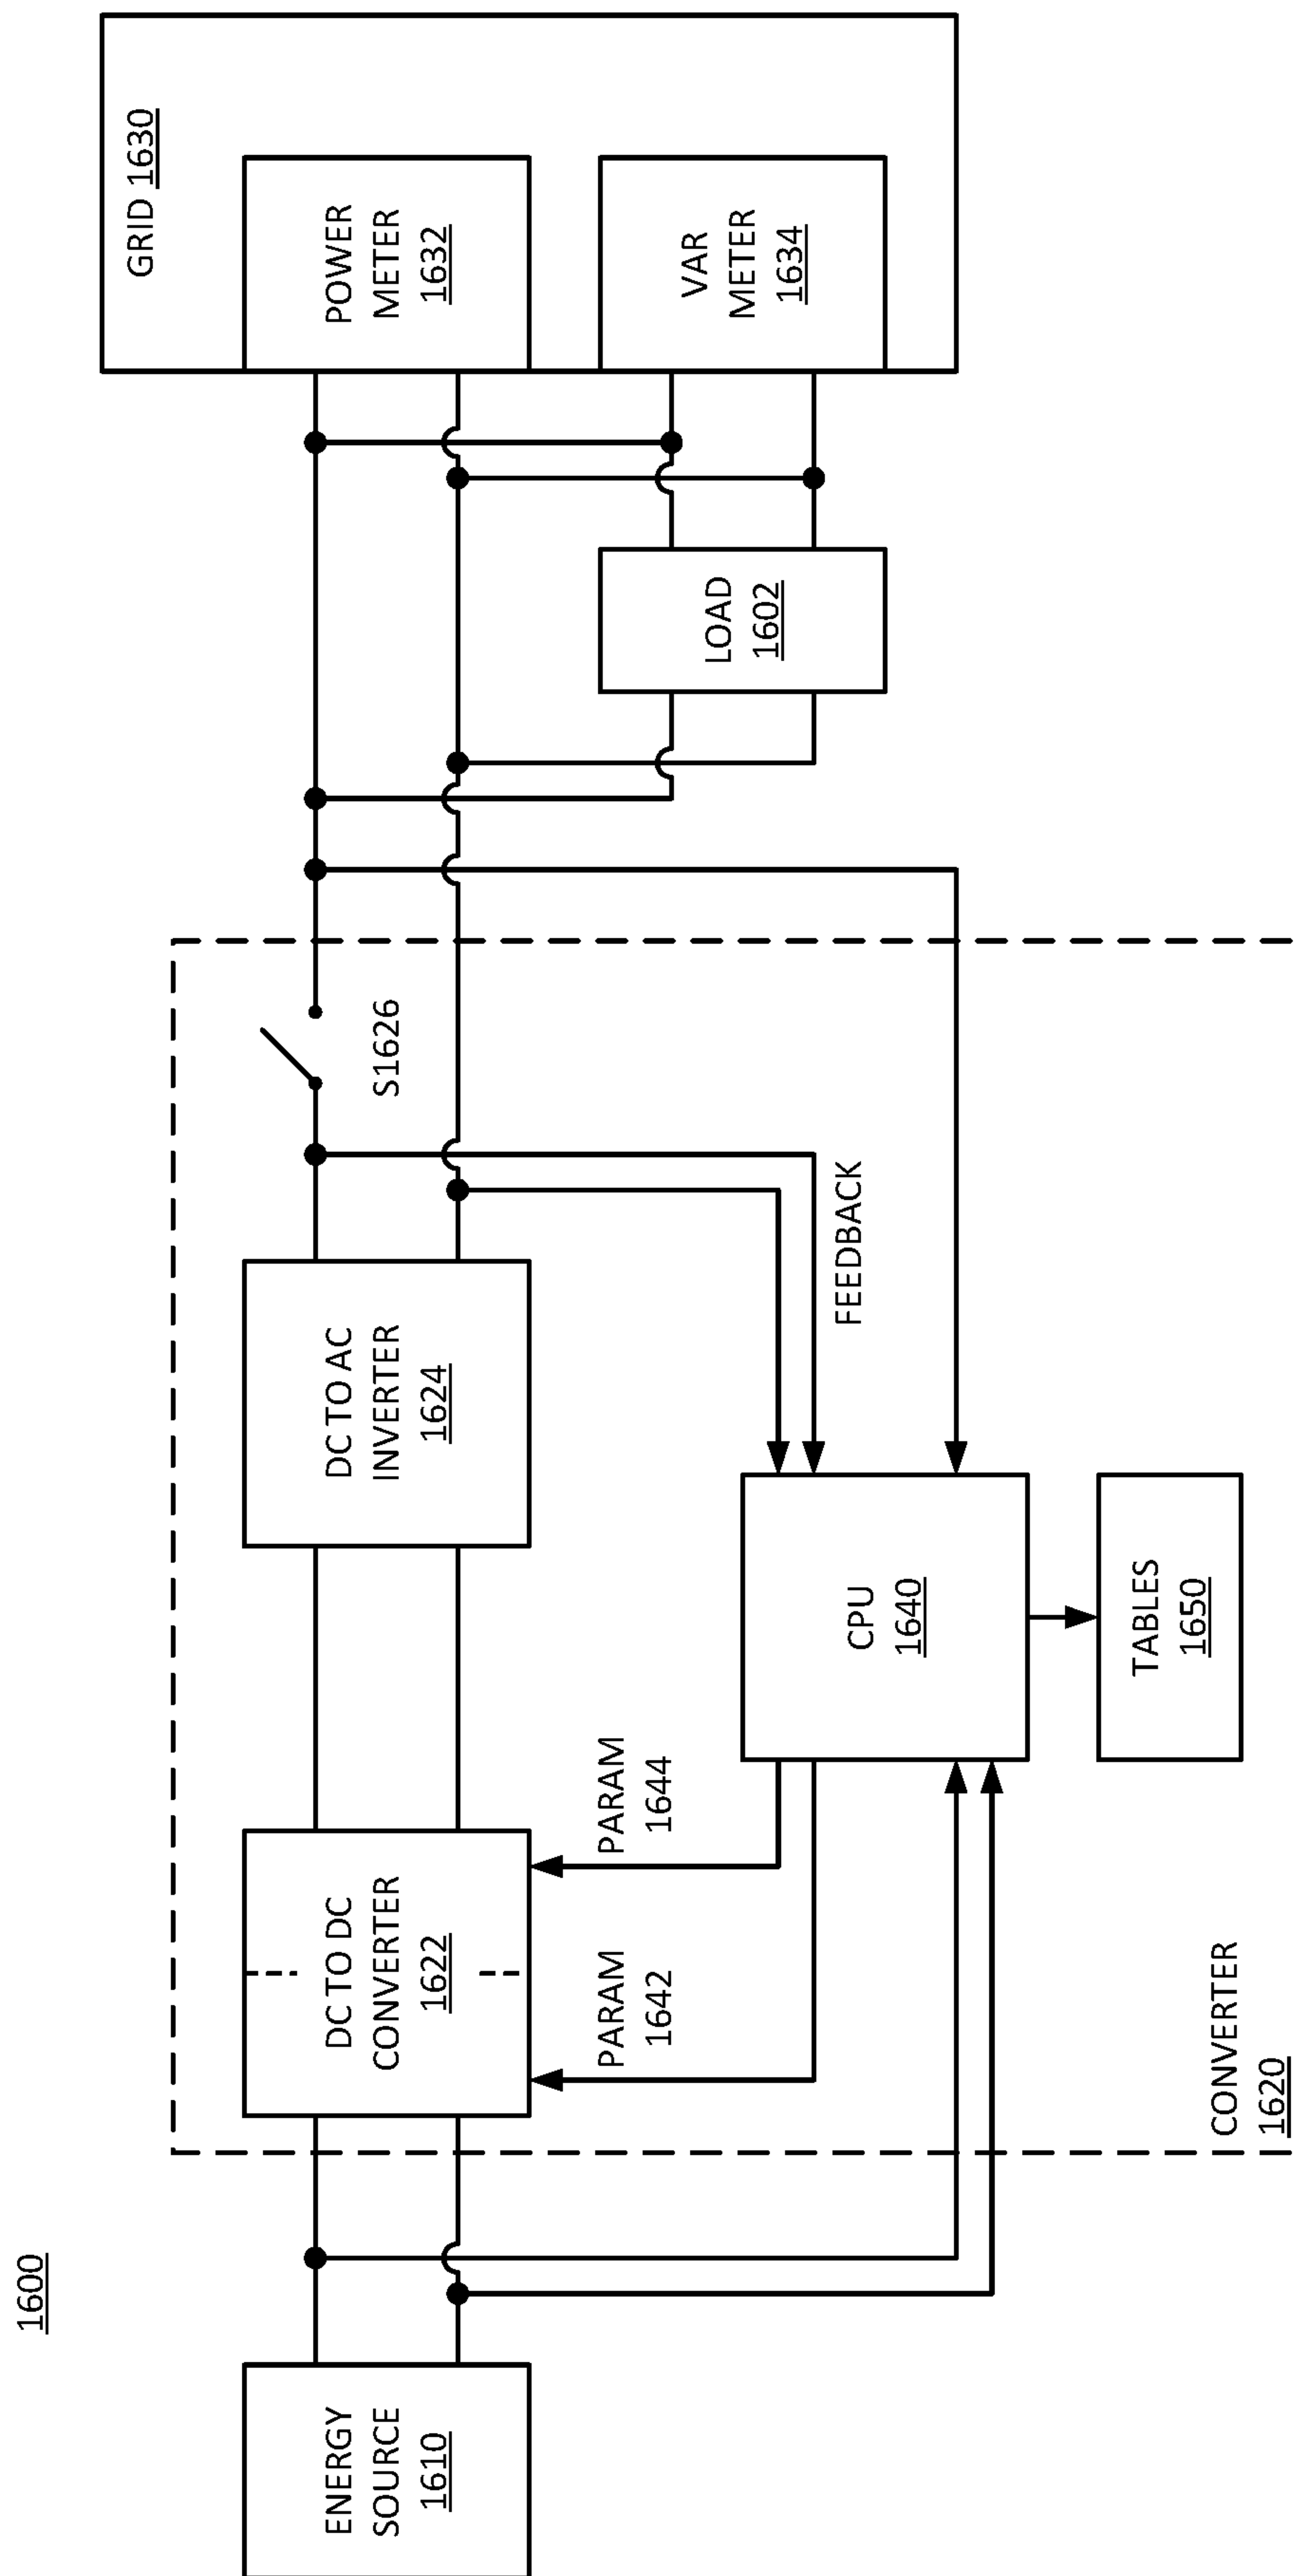 1600
ENERGY
SOURCE
1610
DC TO DC
CONVERTER
1622
DC TO AC
INVERTER
1624
S1626
GRID 1630
POWER
METER
1632
VAR
METER
1634
LOAD
1602
PARAM
1642
PARAM
1644
FEEDBACK
CPU
1640
TABLES
1650
CONVERTER
1620